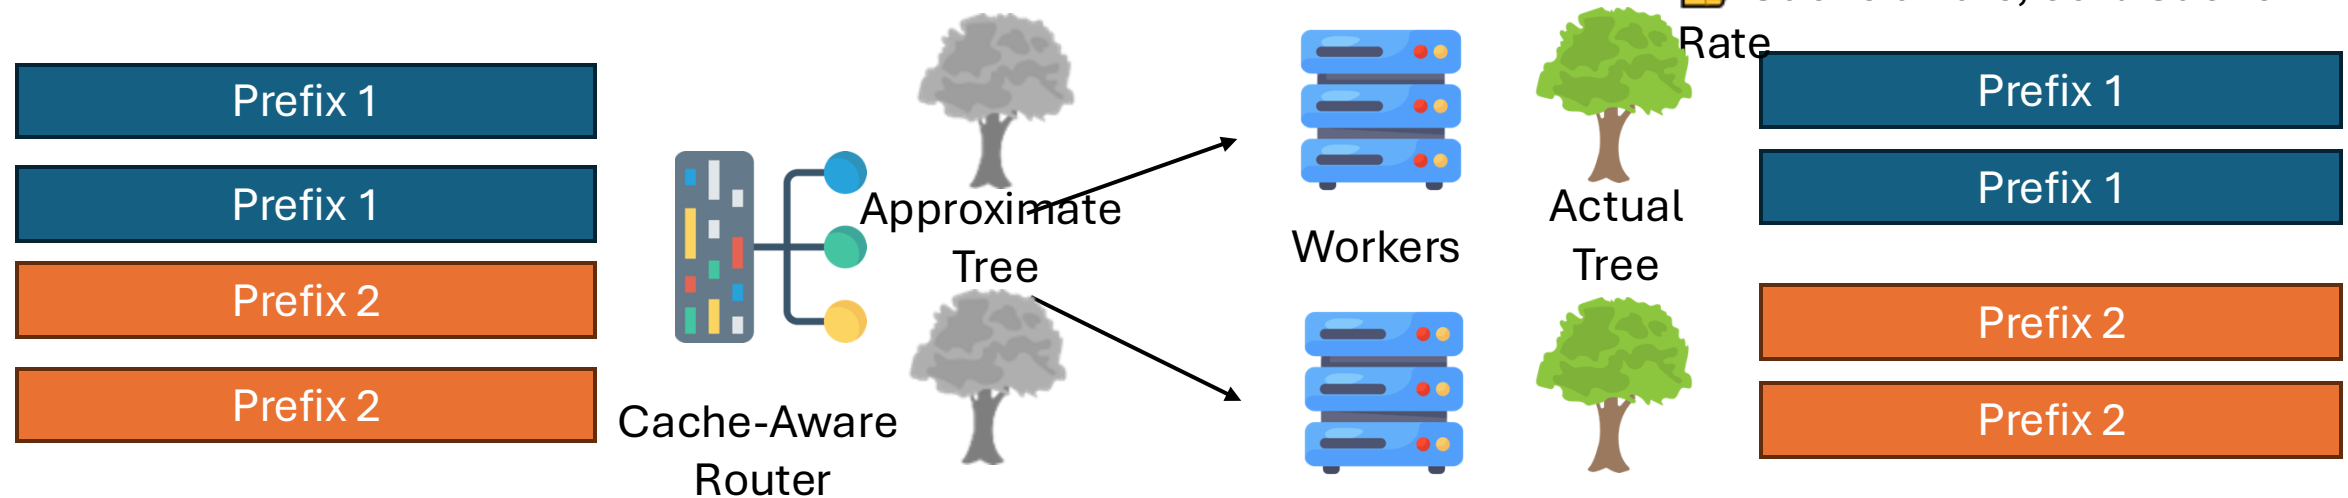 Rate
Prefix 1
Prefix 1
Prefix 2
Prefix 2
Cache-Aware
Router
Approximate
Tree
Workers
Actual
Tree
Prefix 1
Prefix 1
Prefix 2
Prefix 2